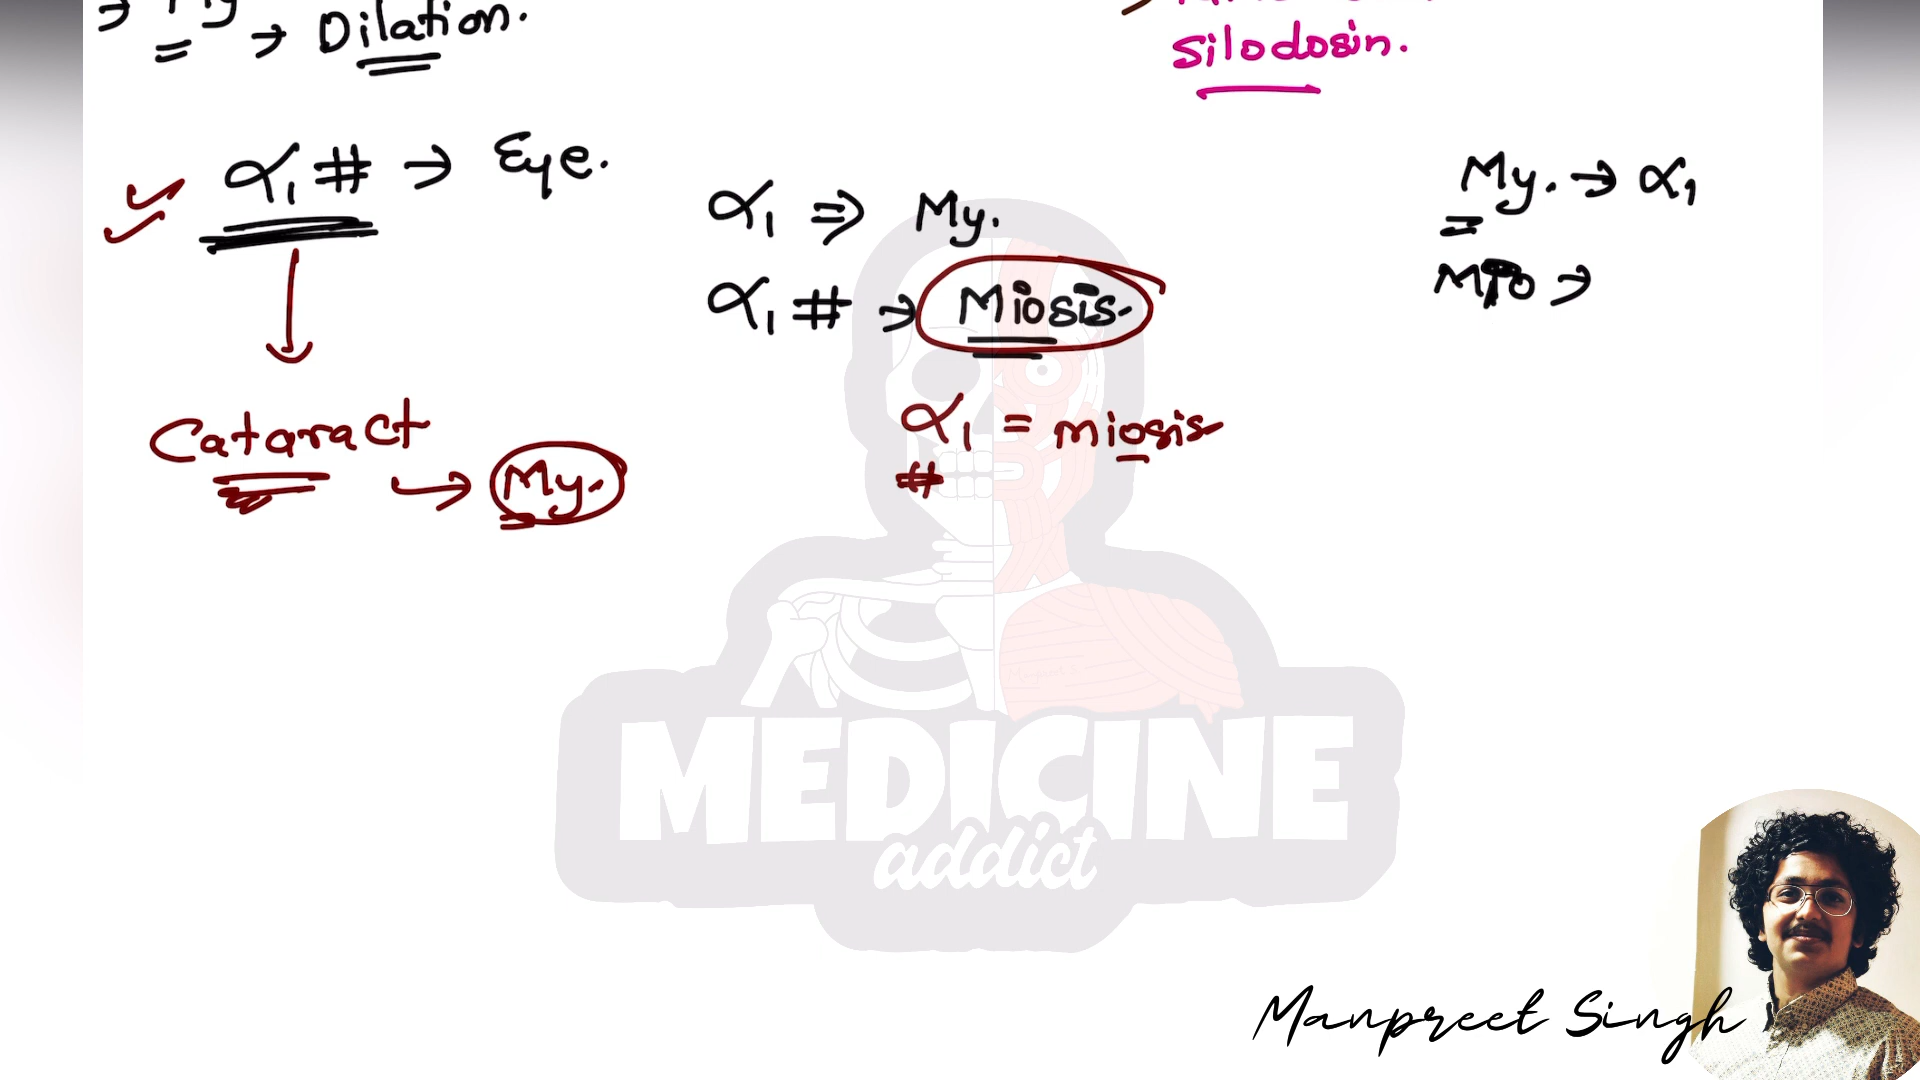 ⇒ My
→ Dilation.
Silodosin.
α1 # → Eye.
α1 ⇒ My.
α1 # → Miosis.
My. → α1
Mio →
Cataract
→ My.
α1 = miosis
#
MEDICINE
addict
Manpreet Singh